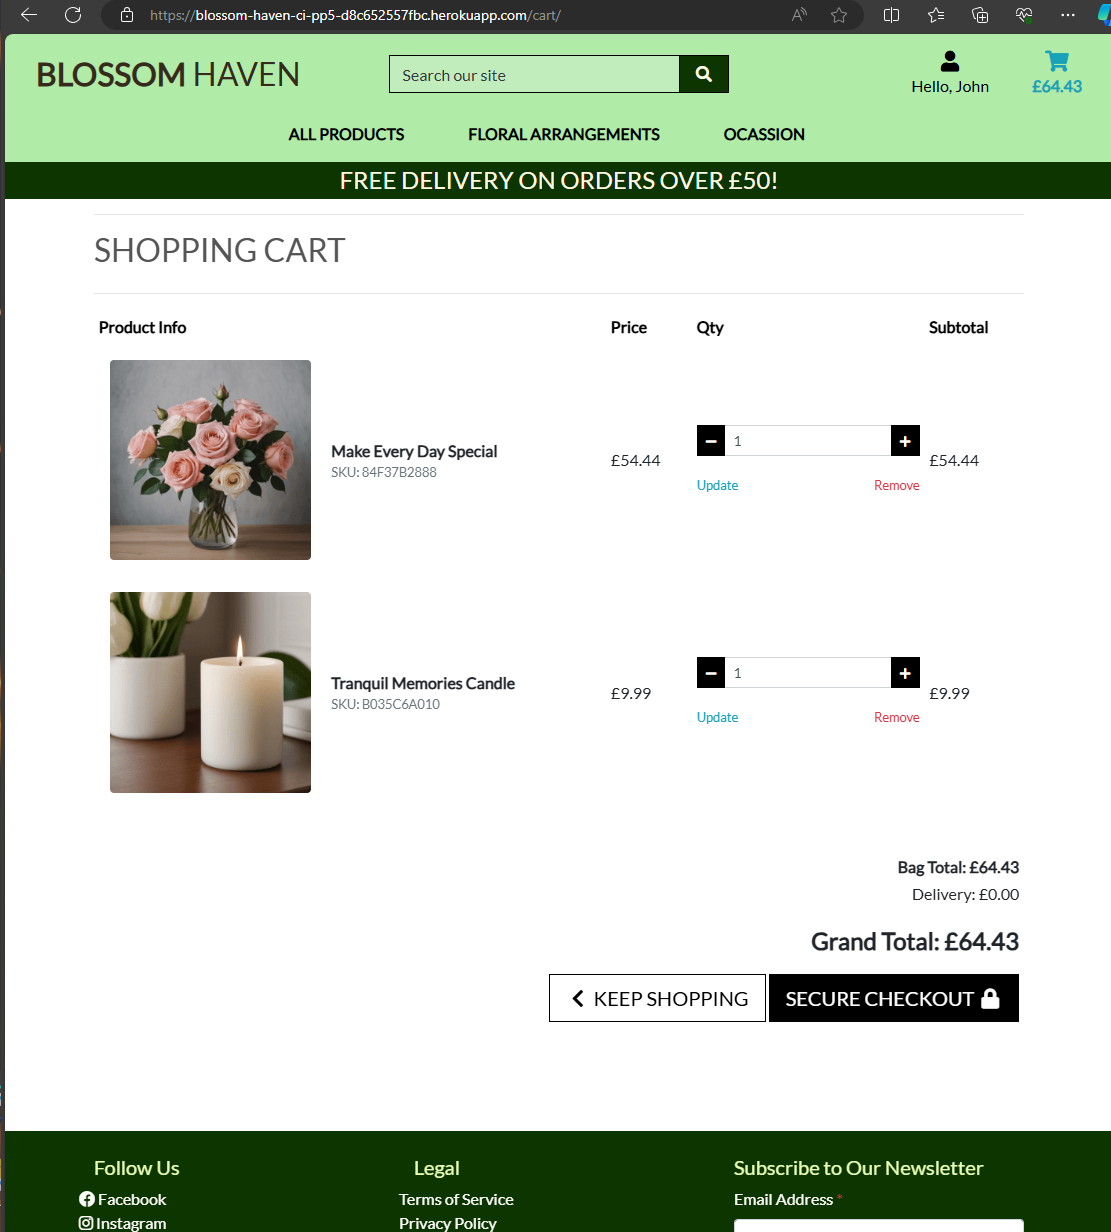 https://blossom-haven-ci-pp5-d8c652557fbc.herokuapp.com/cart/
BLOSSOM HAVEN
Search our site
Hello, John
£64.43
ALL PRODUCTS FLORAL ARRANGEMENTS OCASSION
FREE DELIVERY ON ORDERS OVER £50!
SHOPPING CART
Product Info Price Qty Subtotal
Make Every Day Special
SKU: 84F37B2888
£54.44
1
£54.44
Update Remove
Tranquil Memories Candle
SKU: B035C6A010
£9.99
1
£9.99
Update Remove
Bag Total: £64.43
Delivery: £0.00
Grand Total: £64.43
KEEP SHOPPING SECURE CHECKOUT
Follow Us Legal Subscribe to Our Newsletter
Facebook Terms of Service Email Address *
Instagram Privacy Policy